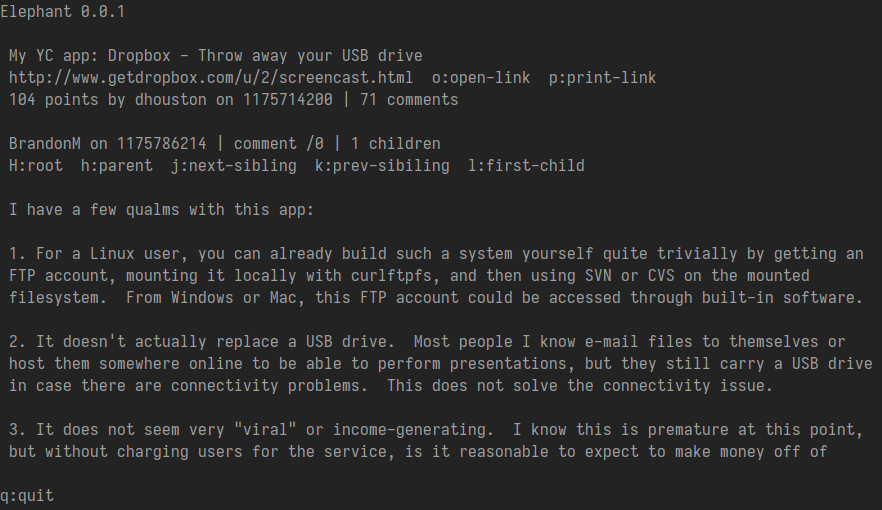 Elephant 0.0.1
My YC app: Dropbox - Throw away your USB drive
http://www.getdropbox.com/u/2/screencast.html  o:open-link  p:print-link
104 points by dhouston on 1175714200 | 71 comments
BrandonM on 1175786214 | comment /0 | 1 children
H:root  h:parent  j:next-sibling  k:prev-sibiling  l:first-child
I have a few qualms with this app:
1. For a Linux user, you can already build such a system yourself quite trivially by getting an
FTP account, mounting it locally with curlftpfs, and then using SVN or CVS on the mounted
filesystem.  From Windows or Mac, this FTP account could be accessed through built-in software.
2. It doesn't actually replace a USB drive.  Most people I know e-mail files to themselves or
host them somewhere online to be able to perform presentations, but they still carry a USB drive
in case there are connectivity problems.  This does not solve the connectivity issue.
3. It does not seem very "viral" or income-generating.  I know this is premature at this point,
but without charging users for the service, is it reasonable to expect to make money off of
q:quit